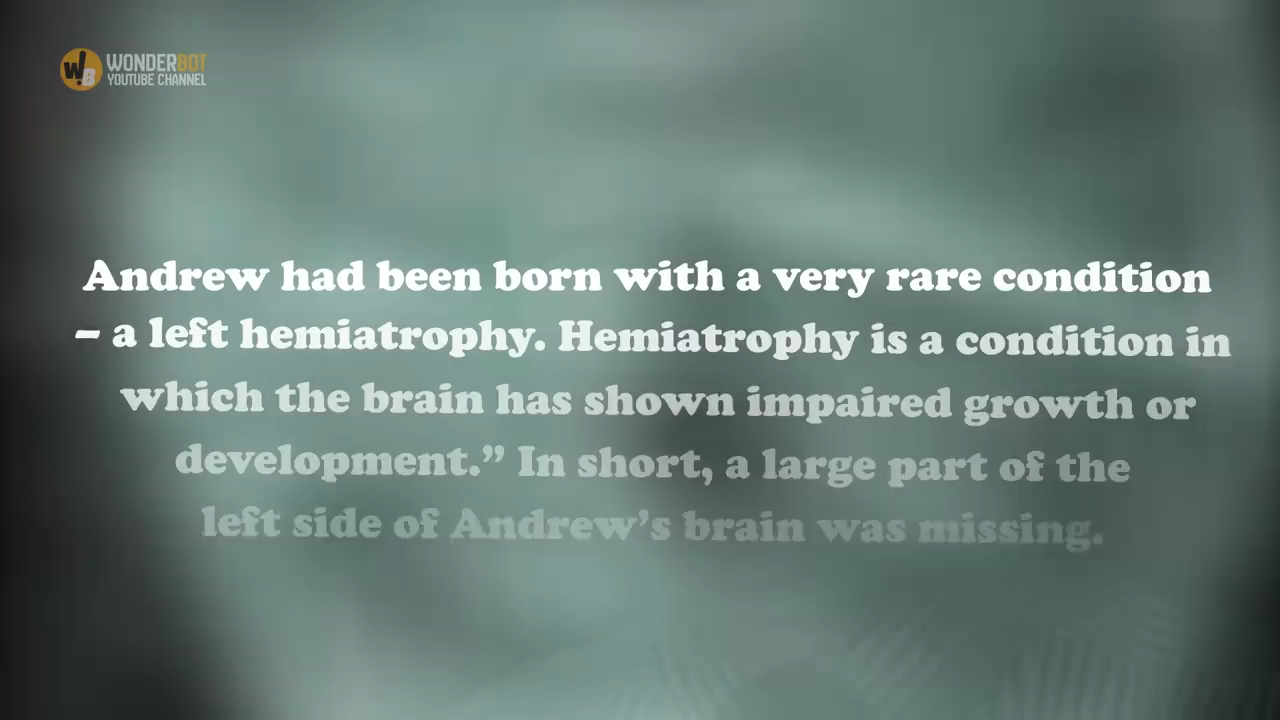 WONDERBOT
YOUTUBE CHANNEL
Andrew had been born with a very rare condition
– a left hemiatrophy. Hemiatrophy is a condition in
which the brain has shown impaired growth or
development.” In short, a large part of the
left side of Andrew’s brain was missing.